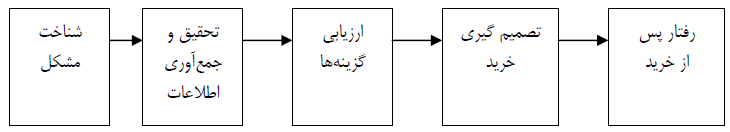 شناخت
مشکل
تحقیق و
جمع‌آوری
اطلاعات
ارزیابی
گزینه‌ها
تصمیم گیری
خرید
رفتار پس
از خرید